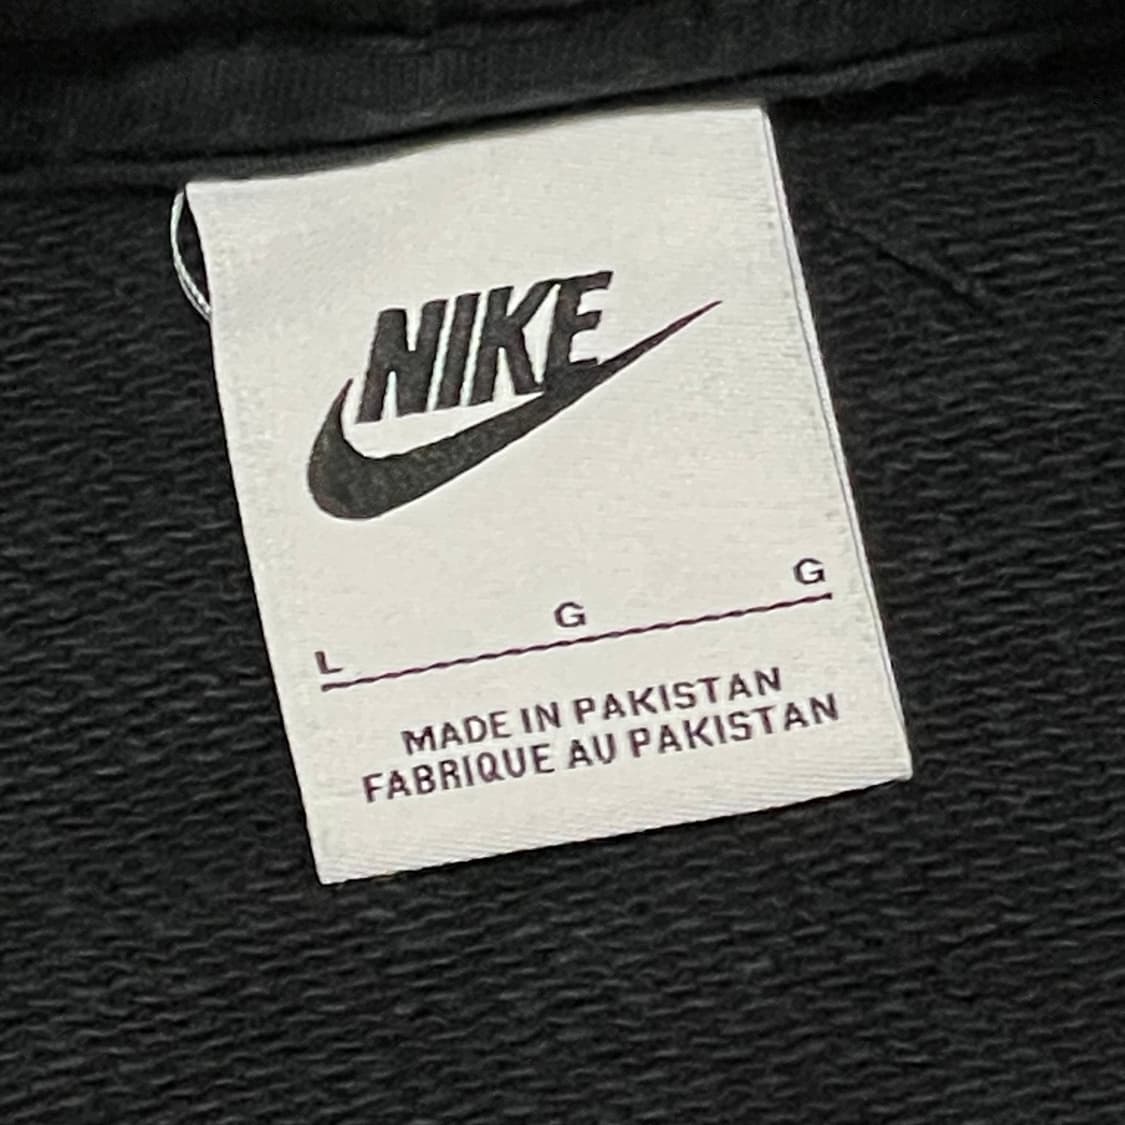 NIKE
L G G
MADE IN PAKISTAN
FABRIQUE AU PAKISTAN